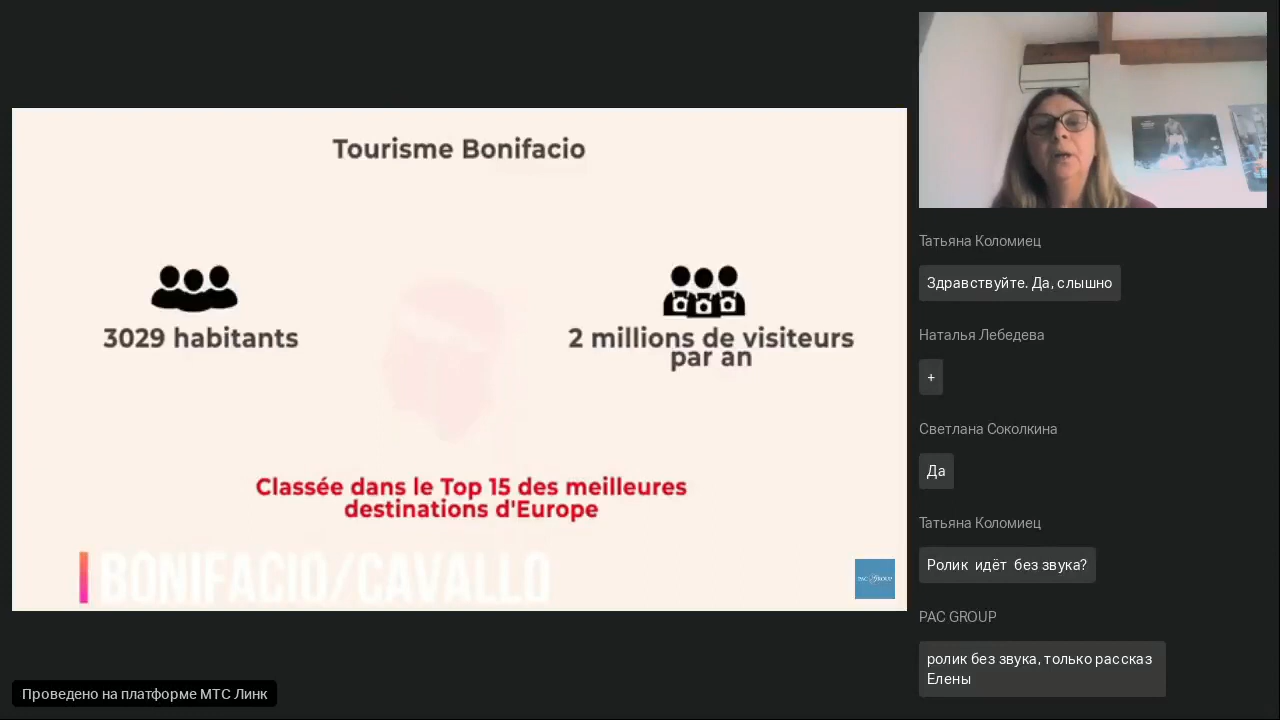 Tourisme Bonifacio
3029 habitants
2 millions de visiteurs
par an
Classée dans le Top 15 des meilleures
destinations d'Europe
BONIFACIO/CAVALLO
PAC GROUP
Проведено на платформе МТС Линк
Татьяна Коломиец
Здравствуйте. Да, слышно
Наталья Лебедева
+
Светлана Соколкина
Да
Татьяна Коломиец
Ролик идёт без звука?
PAC GROUP
ролик без звука, только рассказ
Елены